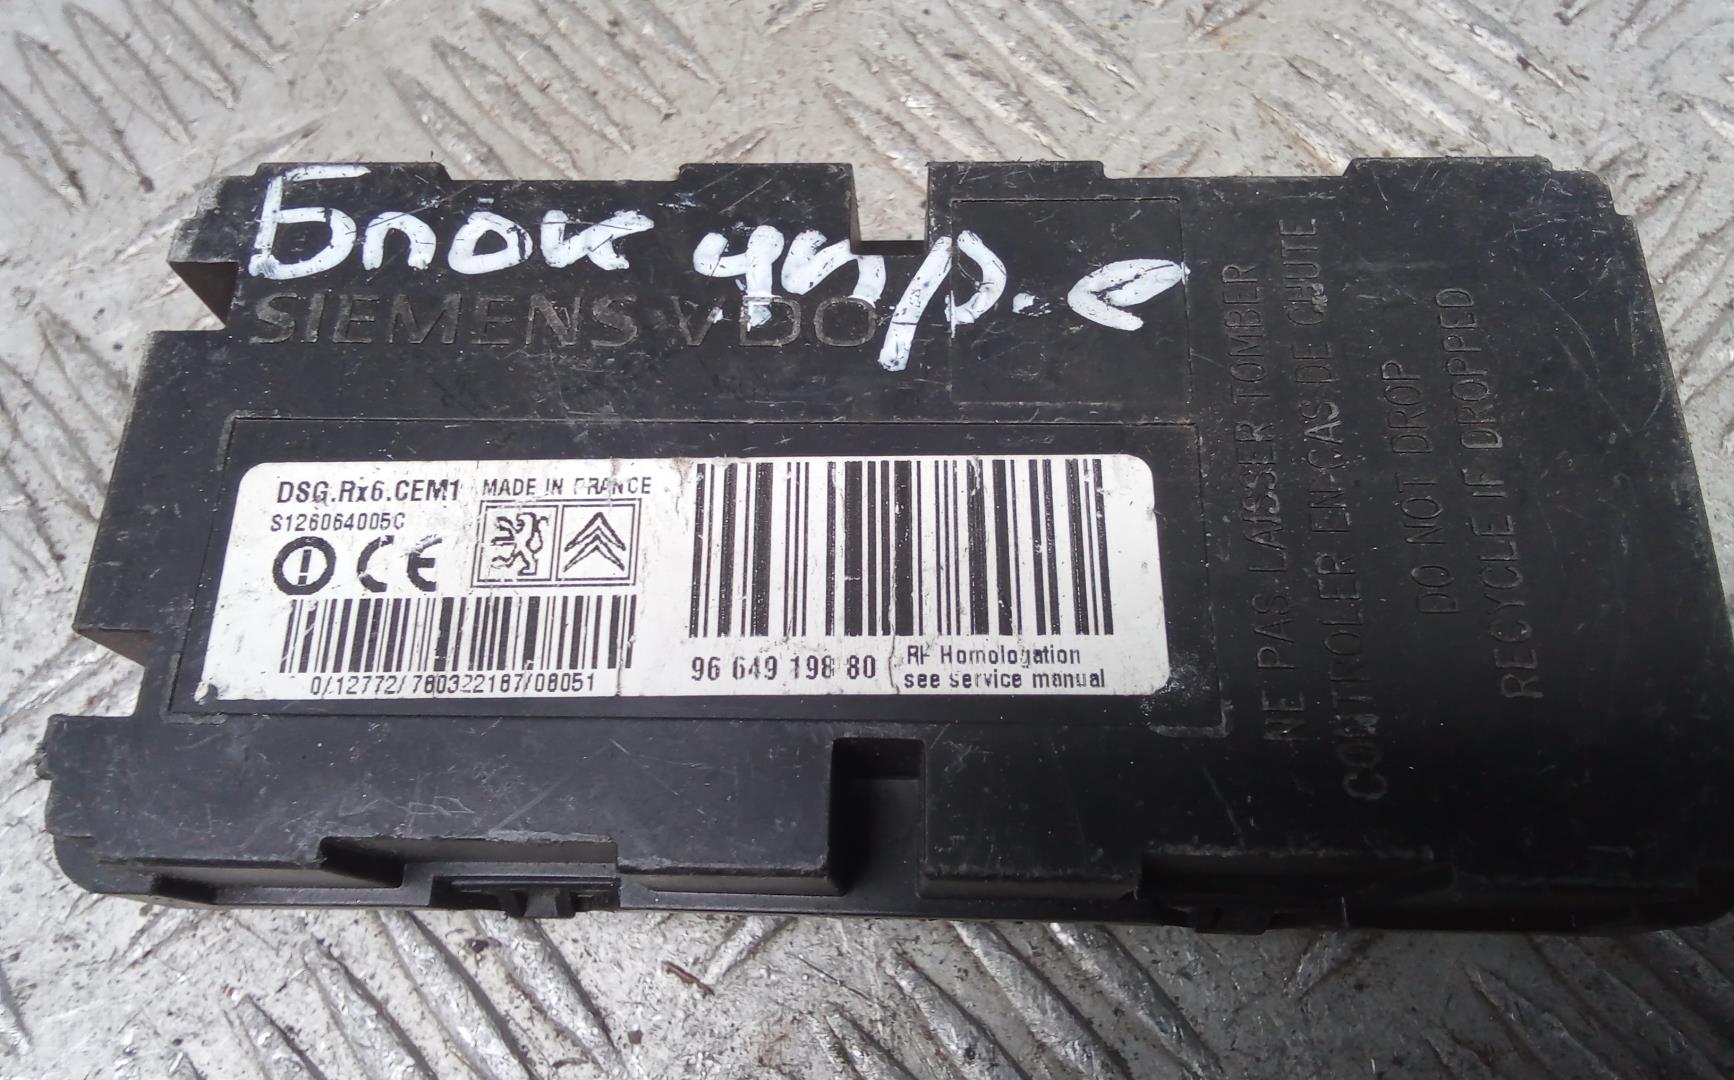 Блок упр-е
SIEMENS VDO
DSG.Rx6.CEM1 MADE IN FRANCE
S126064005C
CE
0/12772/780322187/08051
96 649 198 80
RF Homologation
see service manual
NE PAS LAISSER TOMBER
CONTROLER EN CAS DE CHUTE
DO NOT DROP
RECYCLE IF DROPPED